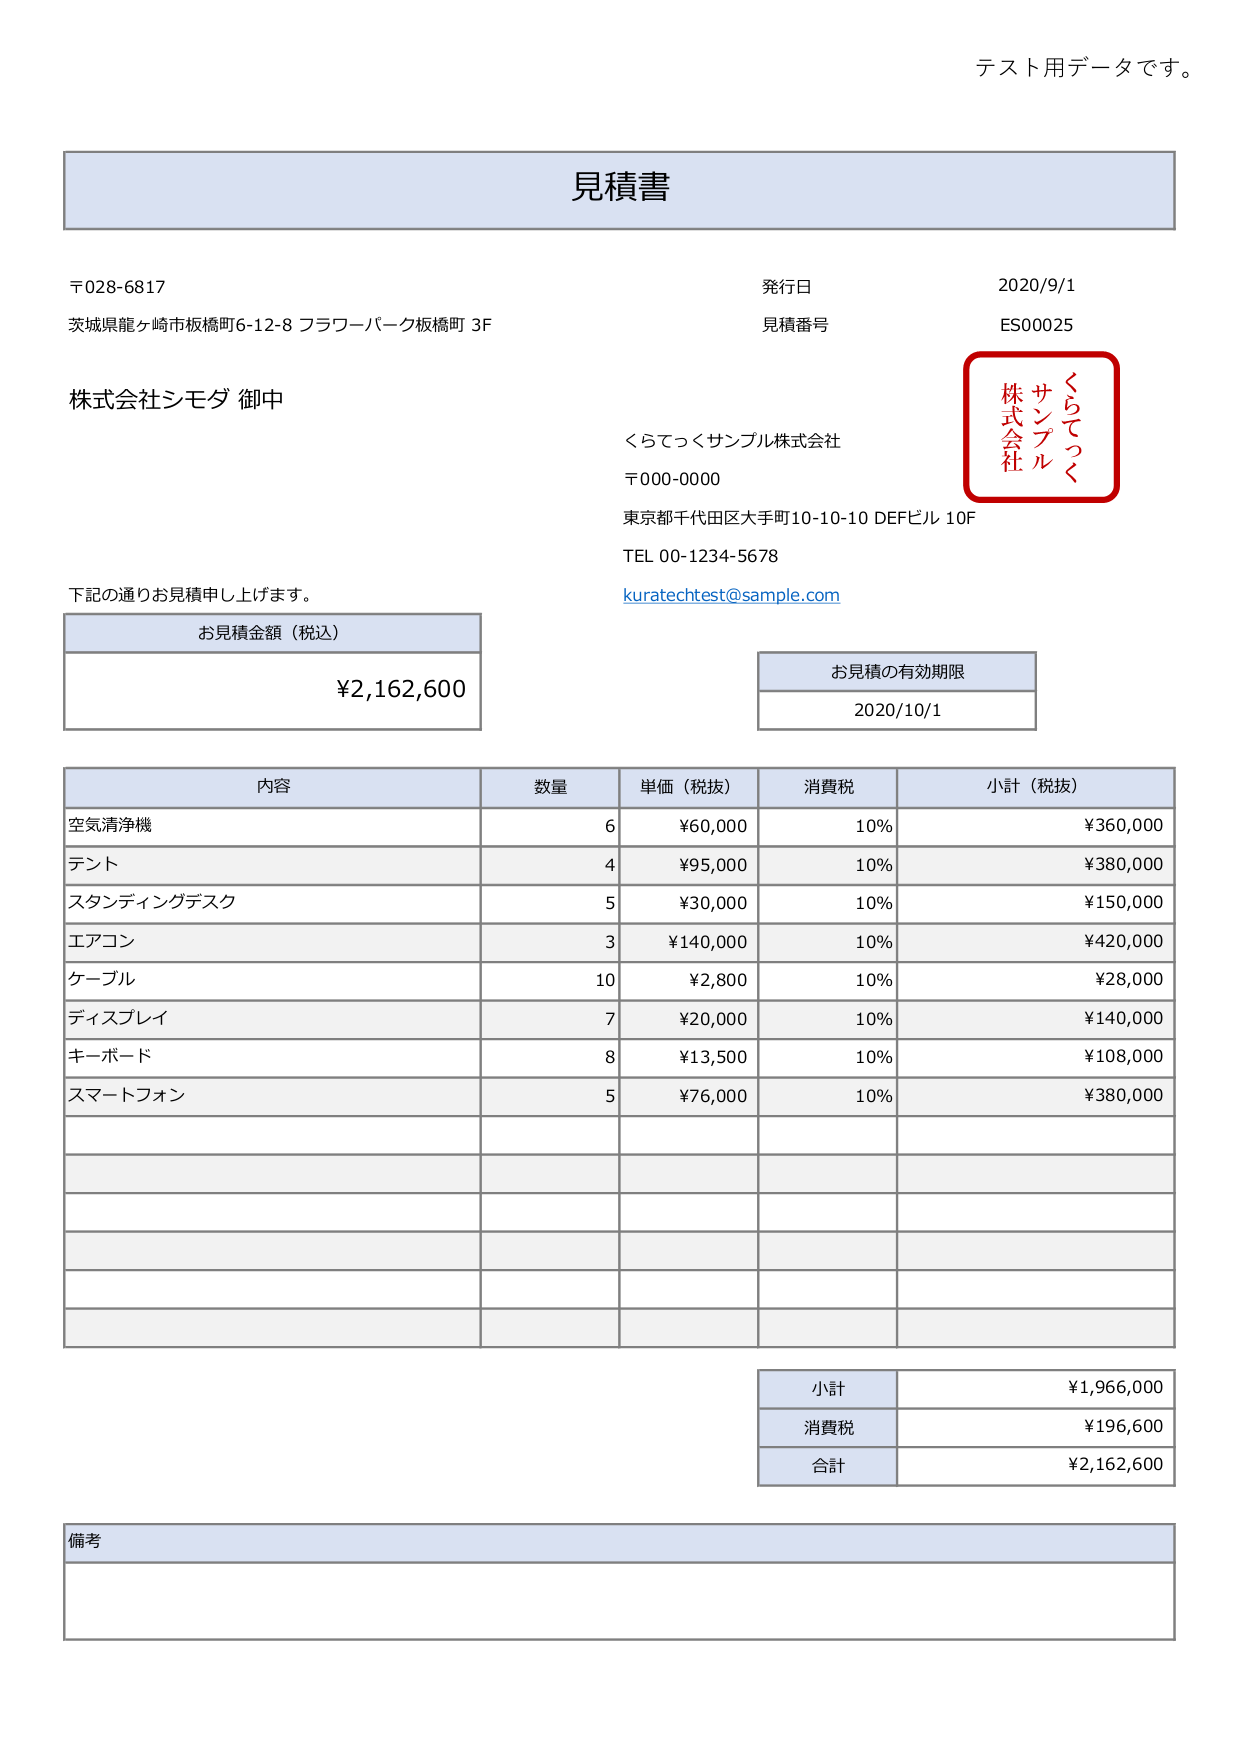 テスト用データです。
見積書
〒028-6817
発行日 2020/9/1
茨城県龍ヶ崎市板橋町6-12-8 フラワーパーク板橋町 3F
見積番号 ES00025
株式会社シモダ 御中
くらてっく
サンプル
株式会社
くらてっくサンプル株式会社
〒000-0000
東京都千代田区大手町10-10-10 DEFビル 10F
TEL 00-1234-5678
kuratechtest@sample.com
下記の通りお見積申し上げます。
お見積金額（税込）
¥2,162,600
お見積の有効期限
2020/10/1
内容 数量 単価（税抜） 消費税 小計（税抜）
空気清浄機 6 ¥60,000 10% ¥360,000
テント 4 ¥95,000 10% ¥380,000
スタンディングデスク 5 ¥30,000 10% ¥150,000
エアコン 3 ¥140,000 10% ¥420,000
ケーブル 10 ¥2,800 10% ¥28,000
ディスプレイ 7 ¥20,000 10% ¥140,000
キーボード 8 ¥13,500 10% ¥108,000
スマートフォン 5 ¥76,000 10% ¥380,000
小計 ¥1,966,000
消費税 ¥196,600
合計 ¥2,162,600
備考